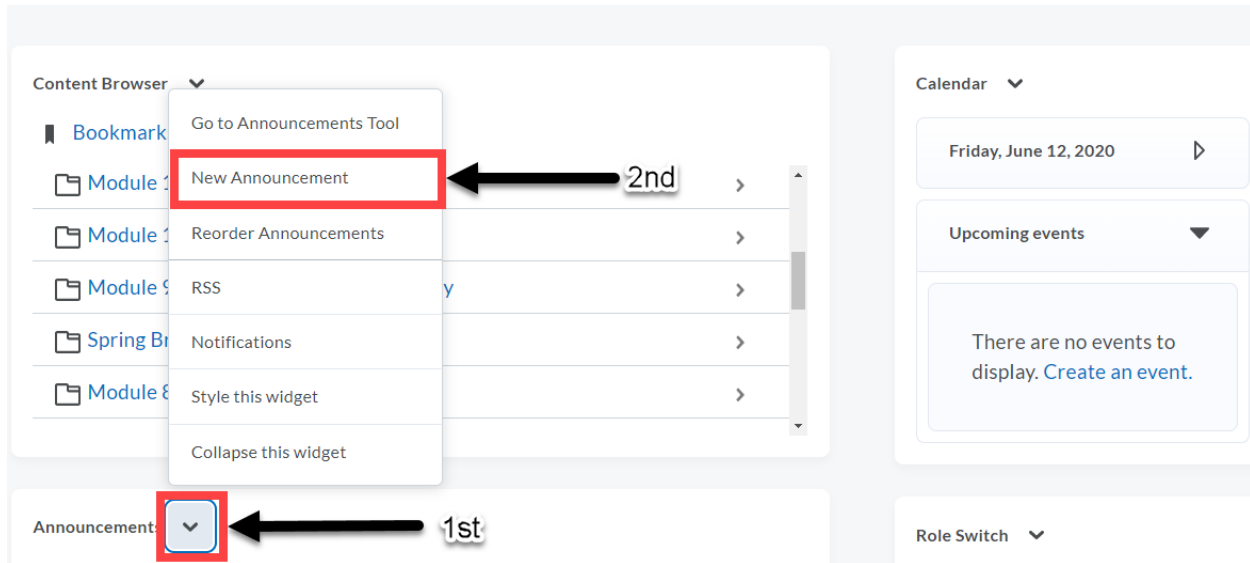 Content Browser
Bookmark
Module 1
Module 1
Module 9
y
Spring Br
Module 8
Go to Announcements Tool
New Announcement
2nd
Reorder Announcements
RSS
Notifications
Style this widget
Collapse this widget
Announcements
1st
Calendar
Friday, June 12, 2020
Upcoming events
There are no events to
display. Create an event.
Role Switch